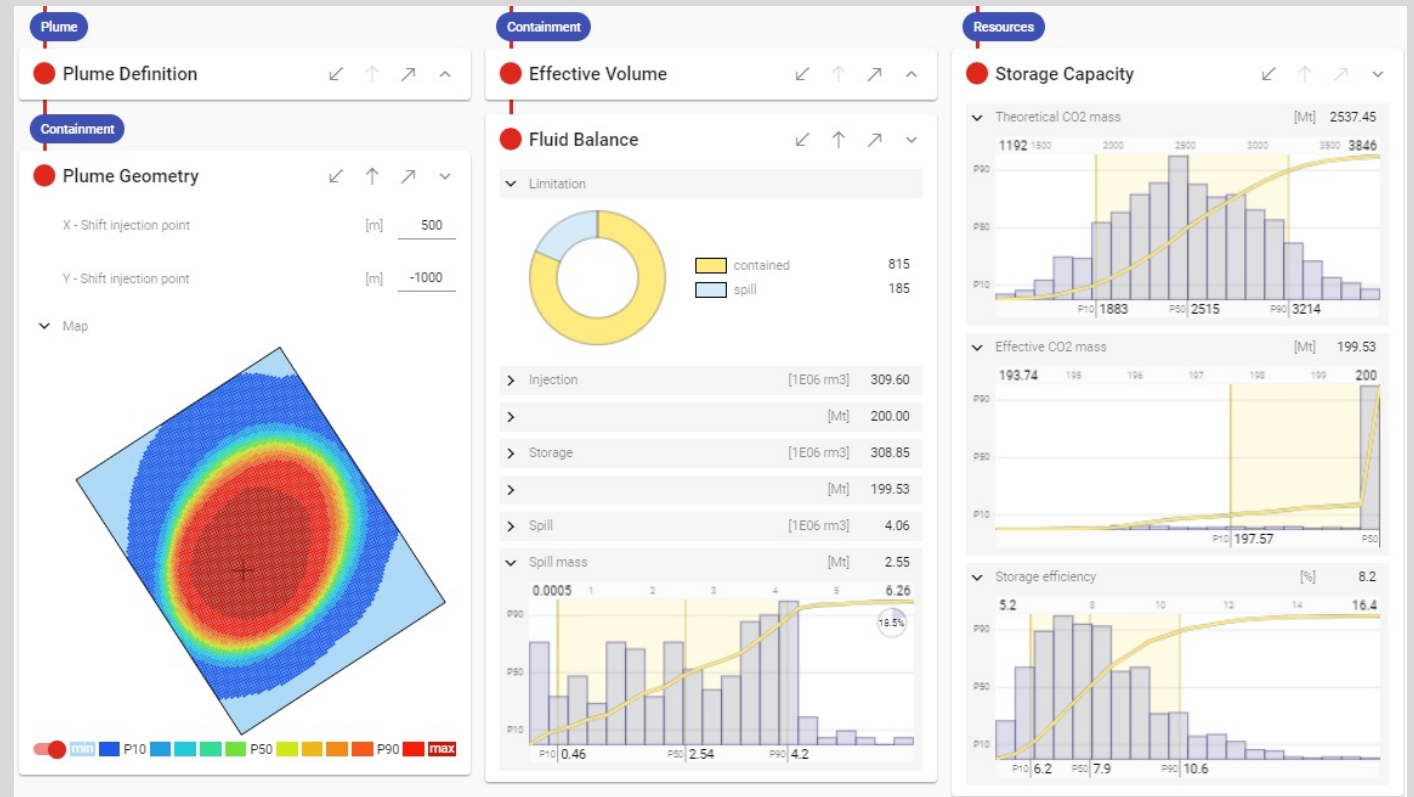 Plume
Plume Definition
Containment
Plume Geometry
X - Shift injection point [m] 500
Y - Shift injection point [m] -1000
Map
min P10 P50 P90 max
Containment
Effective Volume
Fluid Balance
Limitation
contained 815
spill 185
Injection [1E06 rm3] 309.60
[Mt] 200.00
Storage [1E06 rm3] 308.85
[Mt] 199.53
Spill [1E06 rm3] 4.06
Spill mass [Mt] 2.55
0.0005 1 2 3 4 5 6.26
P90
18.5%
P50
P10
P10 0.46 P50 2.54 P90 4.2
Resources
Storage Capacity
Theoretical CO2 mass [Mt] 2537.45
1192 1500 2000 2500 3000 3500 3846
P90
P50
P10
P10 1883 P50 2515 P90 3214
Effective CO2 mass [Mt] 199.53
193.74 195 196 197 198 199 200
P90
P50
P10
P10 197.57 P50
Storage efficiency [%] 8.2
5.2 8 10 12 14 16.4
P90
P50
P10
P10 6.2 P50 7.9 P90 10.6